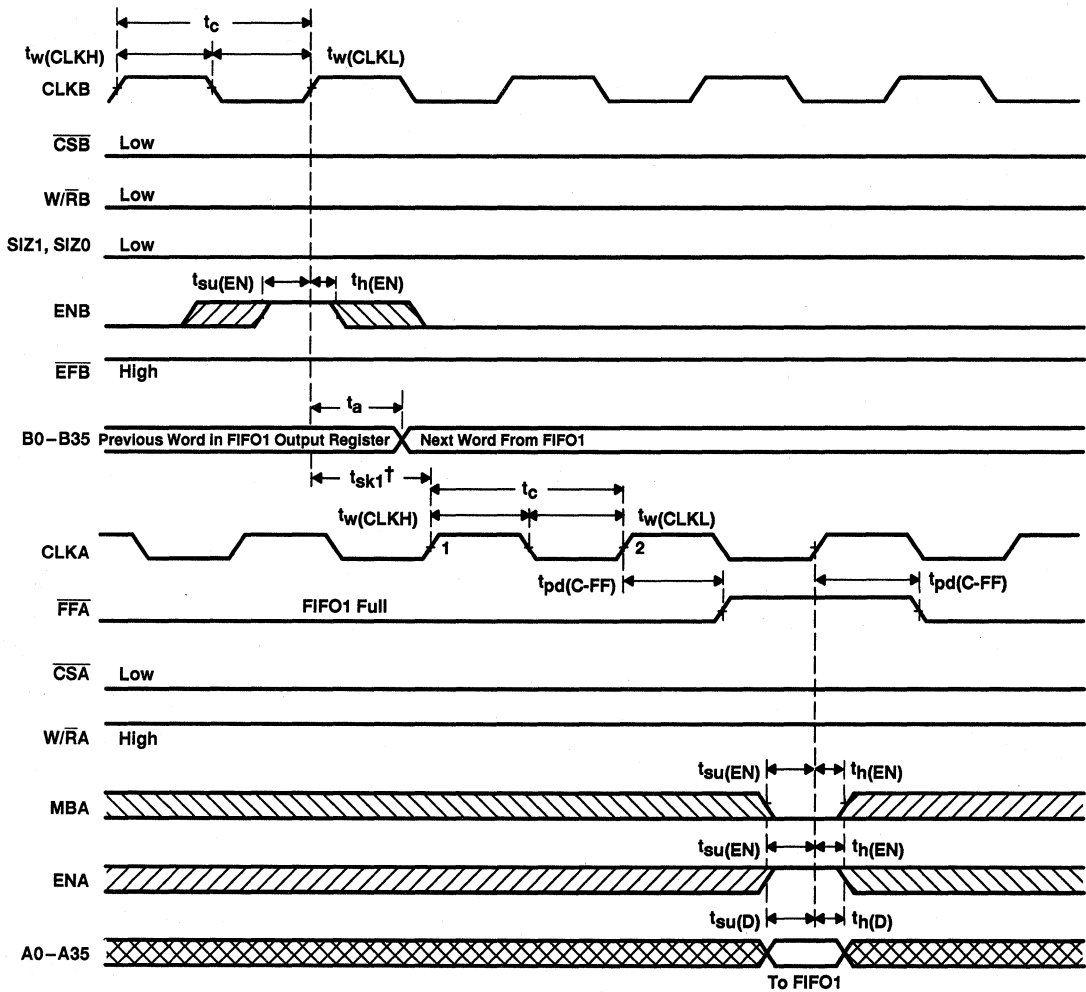 tc
tw(CLKH) tw(CLKL)
CLKB
CSB Low
W/RB Low
SIZ1, SIZ0 Low
tsu(EN) th(EN)
ENB
EFB High
ta
B0–B35 Previous Word in FIFO1 Output Register Next Word From FIFO1
tsk1†
tc
tw(CLKH) tw(CLKL)
CLKA 1 2
tpd(C-FF) tpd(C-FF)
FFA FIFO1 Full
CSA Low
W/RA High
tsu(EN) th(EN)
MBA
tsu(EN) th(EN)
ENA
tsu(D) th(D)
A0–A35
To FIFO1